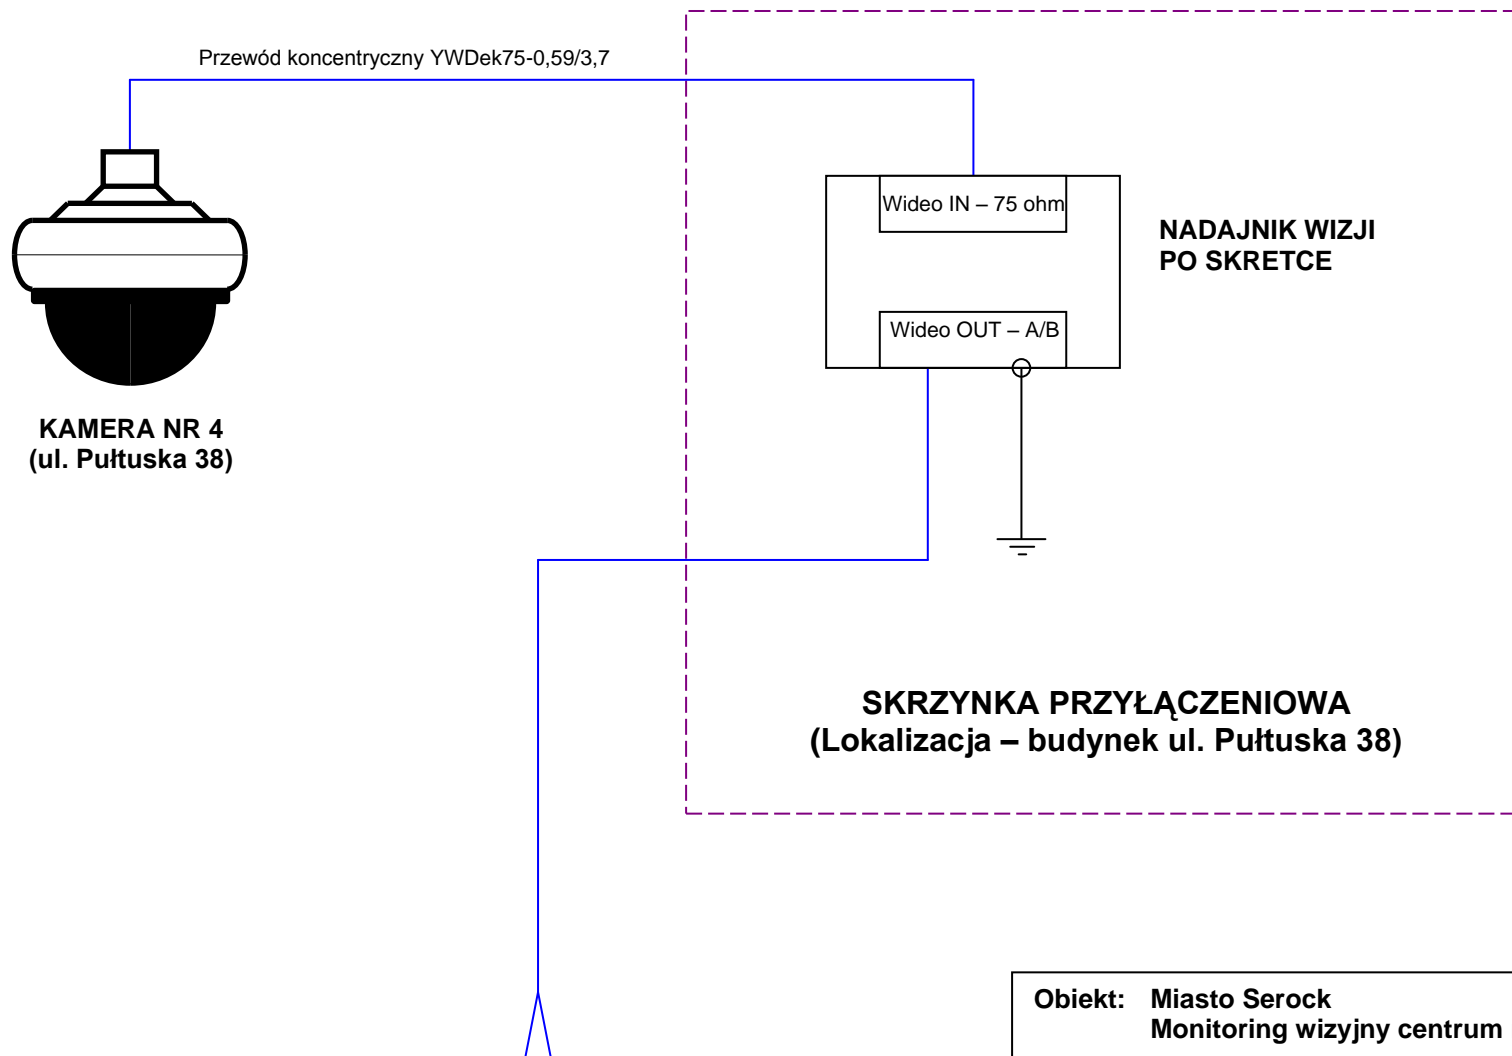 Przewód koncentryczny YWDek75-0,59/3,7
Wideo IN – 75 ohm
NADAJNIK WIZJI
PO SKRETCE
Wideo OUT – A/B
KAMERA NR 4
(ul. Pułtuska 38)
SKRZYNKA PRZYŁĄCZENIOWA
(Lokalizacja – budynek ul. Pułtuska 38)
Obiekt: Miasto Serock
Monitoring wizyjny centrum